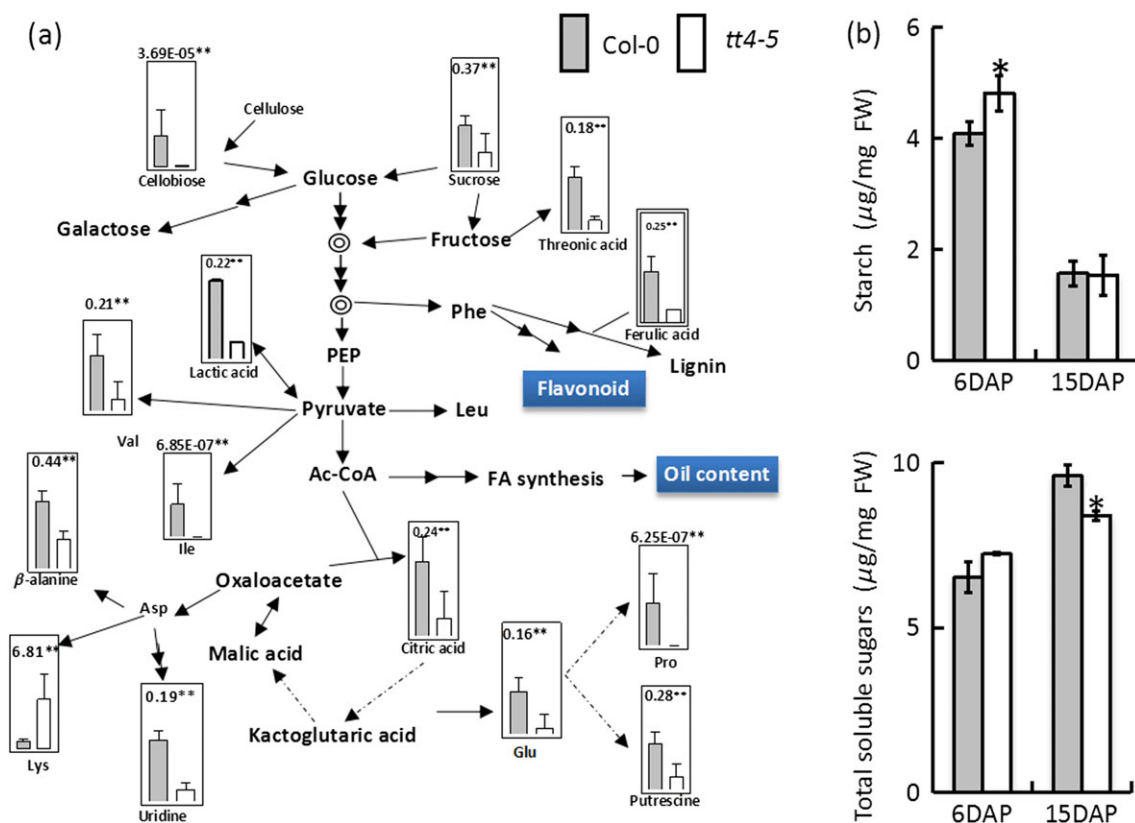 (a)
Col-0
tt4-5
3.69E-05**
Cellobiose
Cellulose
0.37**
Sucrose
0.18**
Threonic acid
Glucose
Galactose
Fructose
0.25**
Ferulic acid
0.22**
Lactic acid
Phe
Lignin
0.21**
Val
PEP
Flavonoid
Pyruvate
Leu
6.85E-07**
Ile
Ac-CoA
FA synthesis
Oil content
0.44**
β-alanine
0.24**
Citric acid
Oxaloacetate
Asp
6.25E-07**
Pro
6.81**
Lys
Malic acid
0.16**
Glu
0.19**
Uridine
Kactoglutaric acid
0.28**
Putrescine
(b)
Starch (µg/mg FW)
6
4
2
0
*
6DAP
15DAP
Total soluble sugars (µg/mg FW)
10
5
0
*
6DAP
15DAP